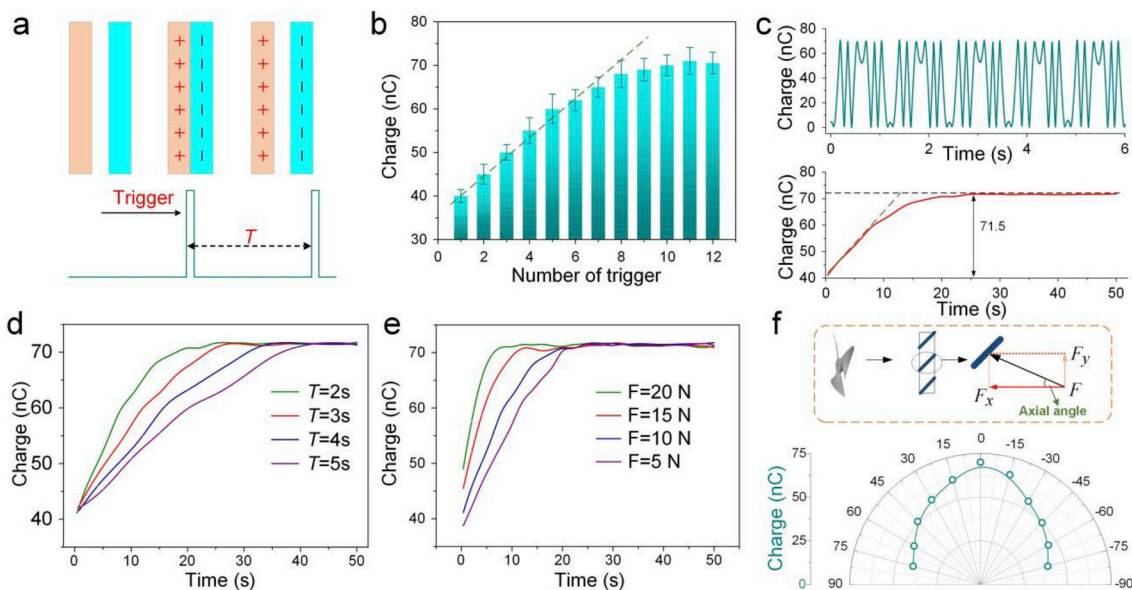 a
+ + + + + + +
− − − − − − −
+ + + + + + +
− − − − − − −
Trigger
T
b
Charge (nC)
80
70
60
50
40
30
0 2 4 6 8 10 12
Number of trigger
c
Charge (nC)
80
60
40
20
0
0 2 4 6
Time (s)
Charge (nC)
80
70
60
50
40
71.5
0 10 20 30 40 50
Time (s)
d
Charge (nC)
70
60
50
40
T=2s
T=3s
T=4s
T=5s
0 10 20 30 40 50
Time (s)
e
Charge (nC)
70
60
50
40
F=20 N
F=15 N
F=10 N
F=5 N
0 10 20 30 40 50
Time (s)
f
Fy
Fx
F
Axial angle
Charge (nC)
75
50
25
0
90 75 60 45 30 15 0 -15 -30 -45 -60 -75 -90